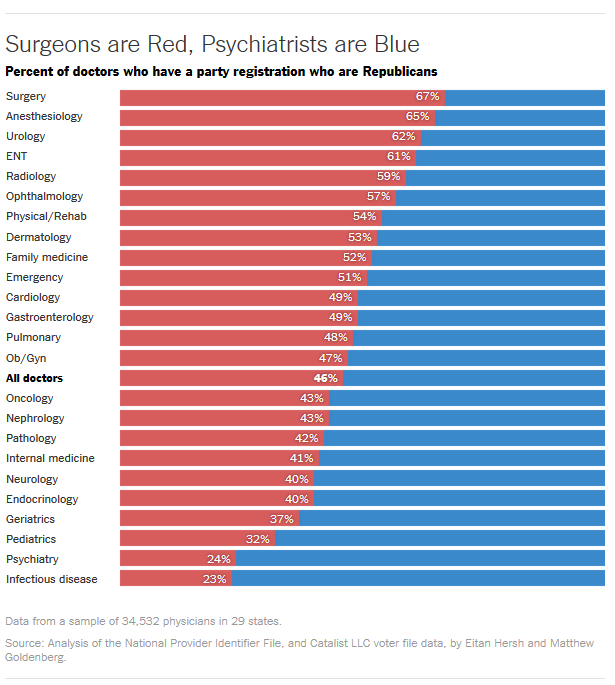 Surgeons are Red, Psychiatrists are Blue
Percent of doctors who have a party registration who are Republicans
Surgery 67%
Anesthesiology 65%
Urology 62%
ENT 61%
Radiology 59%
Ophthalmology 57%
Physical/Rehab 54%
Dermatology 53%
Family medicine 52%
Emergency 51%
Cardiology 49%
Gastroenterology 49%
Pulmonary 48%
Ob/Gyn 47%
All doctors 46%
Oncology 43%
Nephrology 43%
Pathology 42%
Internal medicine 41%
Neurology 40%
Endocrinology 40%
Geriatrics 37%
Pediatrics 32%
Psychiatry 24%
Infectious disease 23%
Data from a sample of 34,532 physicians in 29 states.
Source: Analysis of the National Provider Identifier File, and Catalist LLC voter file data, by Eitan Hersh and Matthew
Goldenberg.